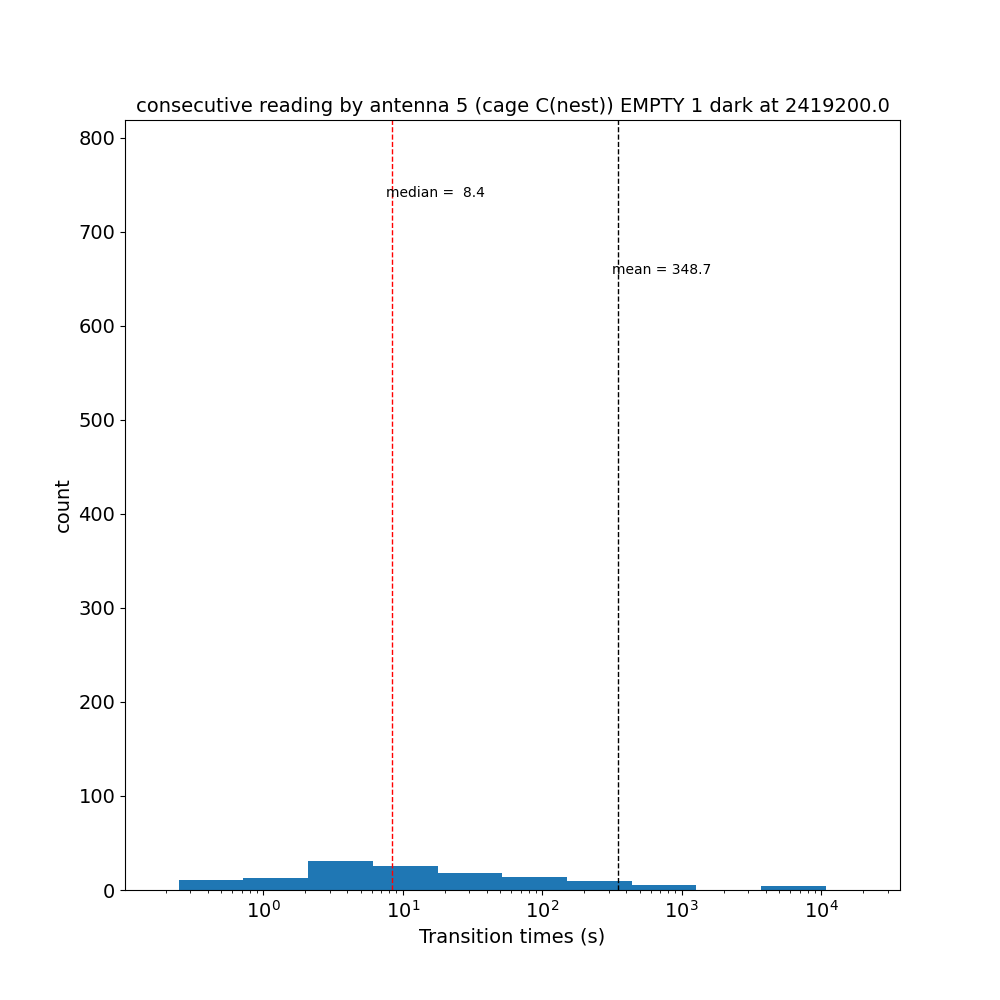 consecutive reading by antenna 5 (cage C(nest)) EMPTY 1 dark at 2419200.0
800
median =  8.4
700
mean = 348.7
600
500
count
400
300
200
100
0
10⁰ 10¹ 10² 10³ 10⁴
Transition times (s)